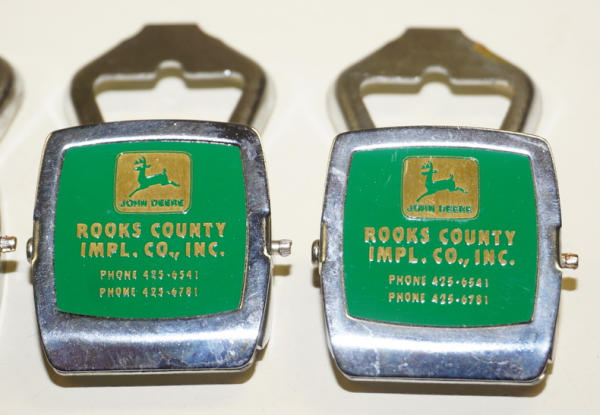 JOHN DEERE
ROOKS COUNTY
IMPL. CO., INC.
PHONE 425-6541
PHONE 425-6781
JOHN DEERE
ROOKS COUNTY
IMPL. CO., INC.
PHONE 425-6541
PHONE 425-6781